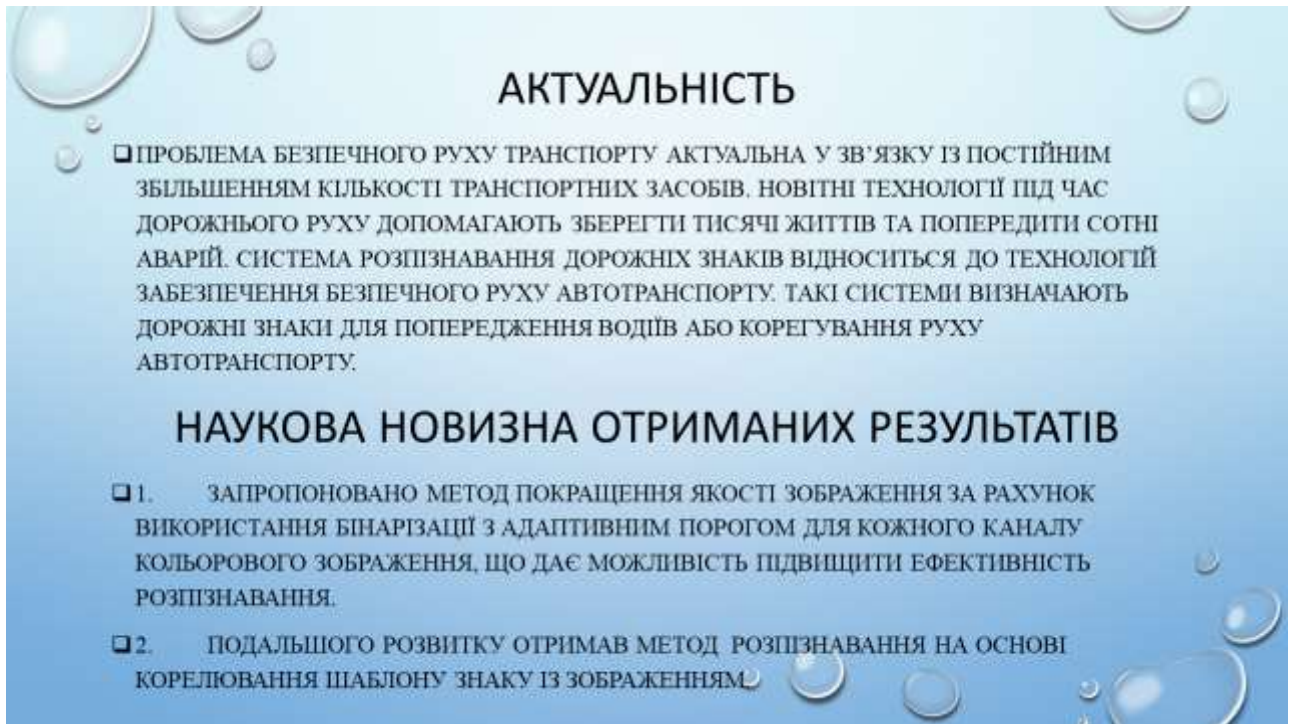 АКТУАЛЬНІСТЬ
ПРОБЛЕМА БЕЗПЕЧНОГО РУХУ ТРАНСПОРТУ АКТУАЛЬНА У ЗВ’ЯЗКУ ІЗ ПОСТІЙНИМ
ЗБІЛЬШЕННЯМ КІЛЬКОСТІ ТРАНСПОРТНИХ ЗАСОБІВ. НОВІТНІ ТЕХНОЛОГІЇ ПІД ЧАС
ДОРОЖНЬОГО РУХУ ДОПОМАГАЮТЬ ЗБЕРЕГТИ ТИСЯЧІ ЖИТТІВ ТА ПОПЕРЕДИТИ СОТНІ
АВАРІЙ. СИСТЕМА РОЗПІЗНАВАННЯ ДОРОЖНІХ ЗНАКІВ ВІДНОСИТЬСЯ ДО ТЕХНОЛОГІЙ
ЗАБЕЗПЕЧЕННЯ БЕЗПЕЧНОГО РУХУ АВТОТРАНСПОРТУ. ТАКІ СИСТЕМИ ВИЗНАЧАЮТЬ
ДОРОЖНІ ЗНАКИ ДЛЯ ПОПЕРЕДЖЕННЯ ВОДІЇВ АБО КОРЕГУВАННЯ РУХУ
АВТОТРАНСПОРТУ.
НАУКОВА НОВИЗНА ОТРИМАНИХ РЕЗУЛЬТАТІВ
1. ЗАПРОПОНОВАНО МЕТОД ПОКРАЩЕННЯ ЯКОСТІ ЗОБРАЖЕННЯ ЗА РАХУНОК
ВИКОРИСТАННЯ БІНАРІЗАЦІЇ З АДАПТИВНИМ ПОРОГОМ ДЛЯ КОЖНОГО КАНАЛУ
КОЛЬОРОВОГО ЗОБРАЖЕННЯ, ЩО ДАЄ МОЖЛИВІСТЬ ПІДВИЩИТИ ЕФЕКТИВНІСТЬ
РОЗПІЗНАВАННЯ.
2. ПОДАЛЬШОГО РОЗВИТКУ ОТРИМАВ МЕТОД РОЗПІЗНАВАННЯ НА ОСНОВІ
КОРЕЛЮВАННЯ ШАБЛОНУ ЗНАКУ ІЗ ЗОБРАЖЕННЯМ